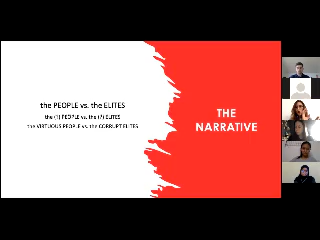 the PEOPLE vs. the ELITES
the (?) PEOPLE vs. the (?) ELITES
the VIRTUOUS PEOPLE vs. the CORRUPT ELITES
THE
NARRATIVE